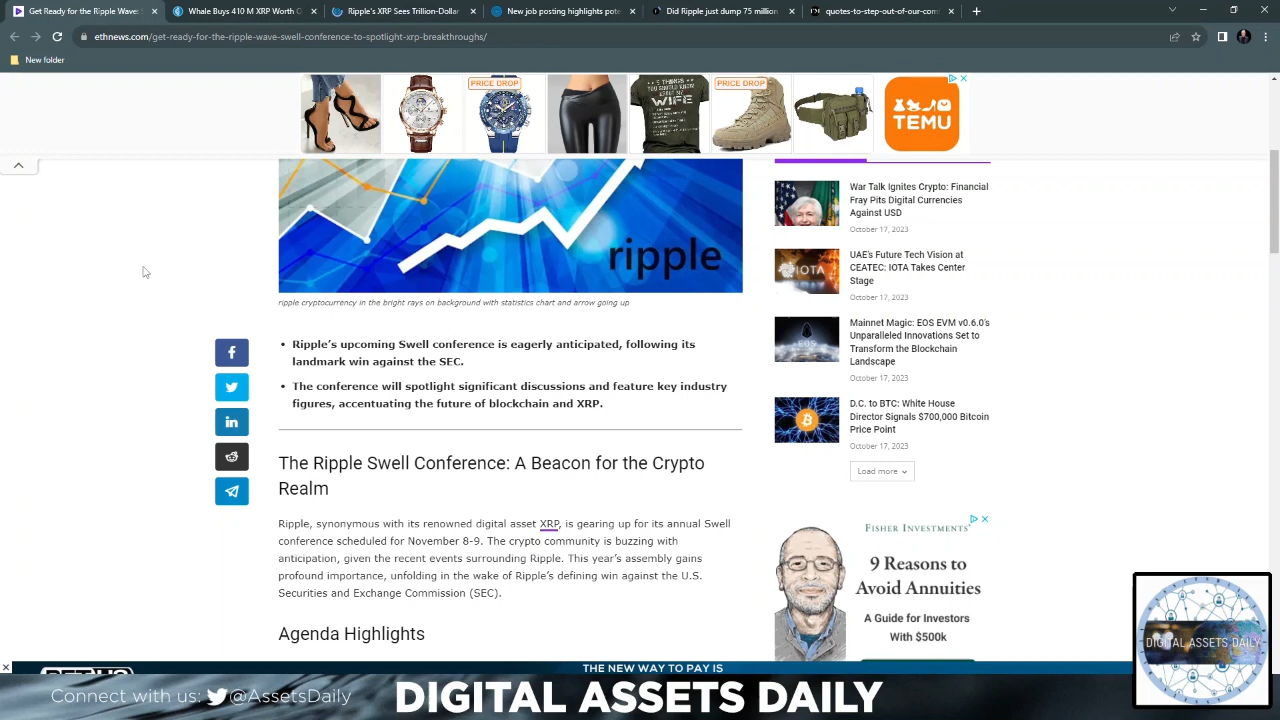 Get Ready for the Ripple Wave:
Whale Buys 410 M XRP Worth
Ripple's XRP Sees Trillion-Dollar
New job posting highlights pote
Did Ripple just dump 75 million
quotes-to-step-out-of-our-com
ethnews.com/get-ready-for-the-ripple-wave-swell-conference-to-spotlight-xrp-breakthroughs/
New folder
PRICE DROP
5 THINGS
YOU SHOULD KNOW
ABOUT MY
WIFE
PRICE DROP
TEMU
ripple
ripple cryptocurrency in the bright rays on background with statistics chart and arrow going up
• Ripple's upcoming Swell conference is eagerly anticipated, following its
landmark win against the SEC.
• The conference will spotlight significant discussions and feature key industry
figures, accentuating the future of blockchain and XRP.
The Ripple Swell Conference: A Beacon for the Crypto
Realm
Ripple, synonymous with its renowned digital asset XRP, is gearing up for its annual Swell
conference scheduled for November 8-9. The crypto community is buzzing with
anticipation, given the recent events surrounding Ripple. This year's assembly gains
profound importance, unfolding in the wake of Ripple's defining win against the U.S.
Securities and Exchange Commission (SEC).
Agenda Highlights
War Talk Ignites Crypto: Financial
Fray Pits Digital Currencies
Against USD
October 17, 2023
IOTA
UAE's Future Tech Vision at
CEATEC: IOTA Takes Center
Stage
October 17, 2023
EOS
Mainnet Magic: EOS EVM v0.6.0's
Unparalleled Innovations Set to
Transform the Blockchain
Landscape
October 17, 2023
D.C. to BTC: White House
Director Signals $700,000 Bitcoin
Price Point
October 17, 2023
Load more
FISHER INVESTMENTS
9 Reasons to
Avoid Annuities
A Guide for Investors
With $500k
THE NEW WAY TO PAY IS
DIGITAL ASSETS DAILY
Connect with us: @AssetsDaily
DIGITAL ASSETS DAILY